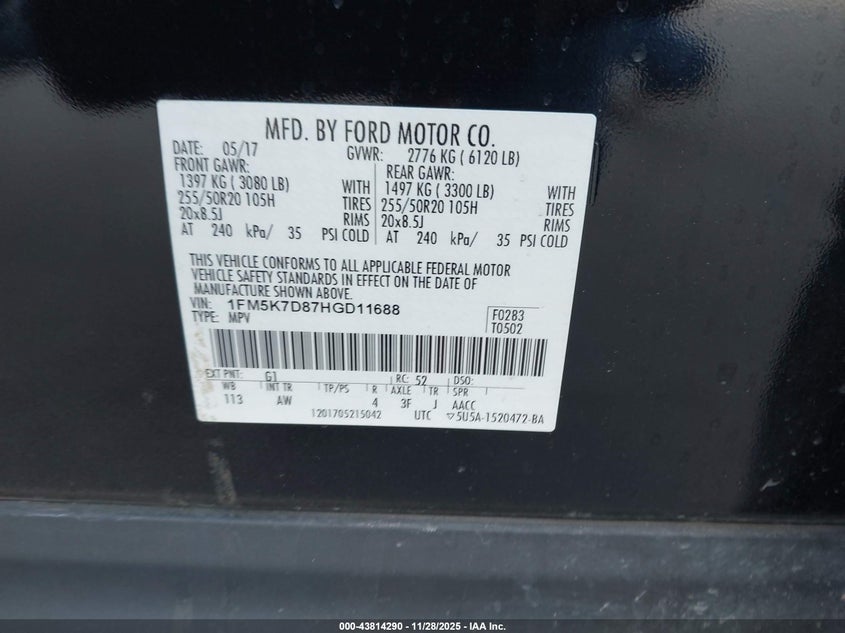 MFD. BY FORD MOTOR CO.
DATE: 05/17 GVWR: 2776 KG ( 6120 LB)
FRONT GAWR: REAR GAWR:
1397 KG ( 3080 LB) WITH 1497 KG ( 3300 LB) WITH
255/50R20 105H TIRES 255/50R20 105H TIRES
20x8.5J RIMS 20x8.5J RIMS
AT 240 kPa/ 35 PSI COLD AT 240 kPa/ 35 PSI COLD
THIS VEHICLE CONFORMS TO ALL APPLICABLE FEDERAL MOTOR
VEHICLE SAFETY STANDARDS IN EFFECT ON THE DATE OF
MANUFACTURE SHOWN ABOVE.
VIN: 1FM5K7D87HGD11688 F02B3
TYPE: MPV T0502
EXT PNT: G1 RC: 52 DSO:
WB INT TR TP/PS R AXLE TR SPR
113 AW 4 3F J AACC
1201705215042 UTC ▽5U5A-1520472-BA
000-43814290 - 11/28/2025 - IAA Inc.